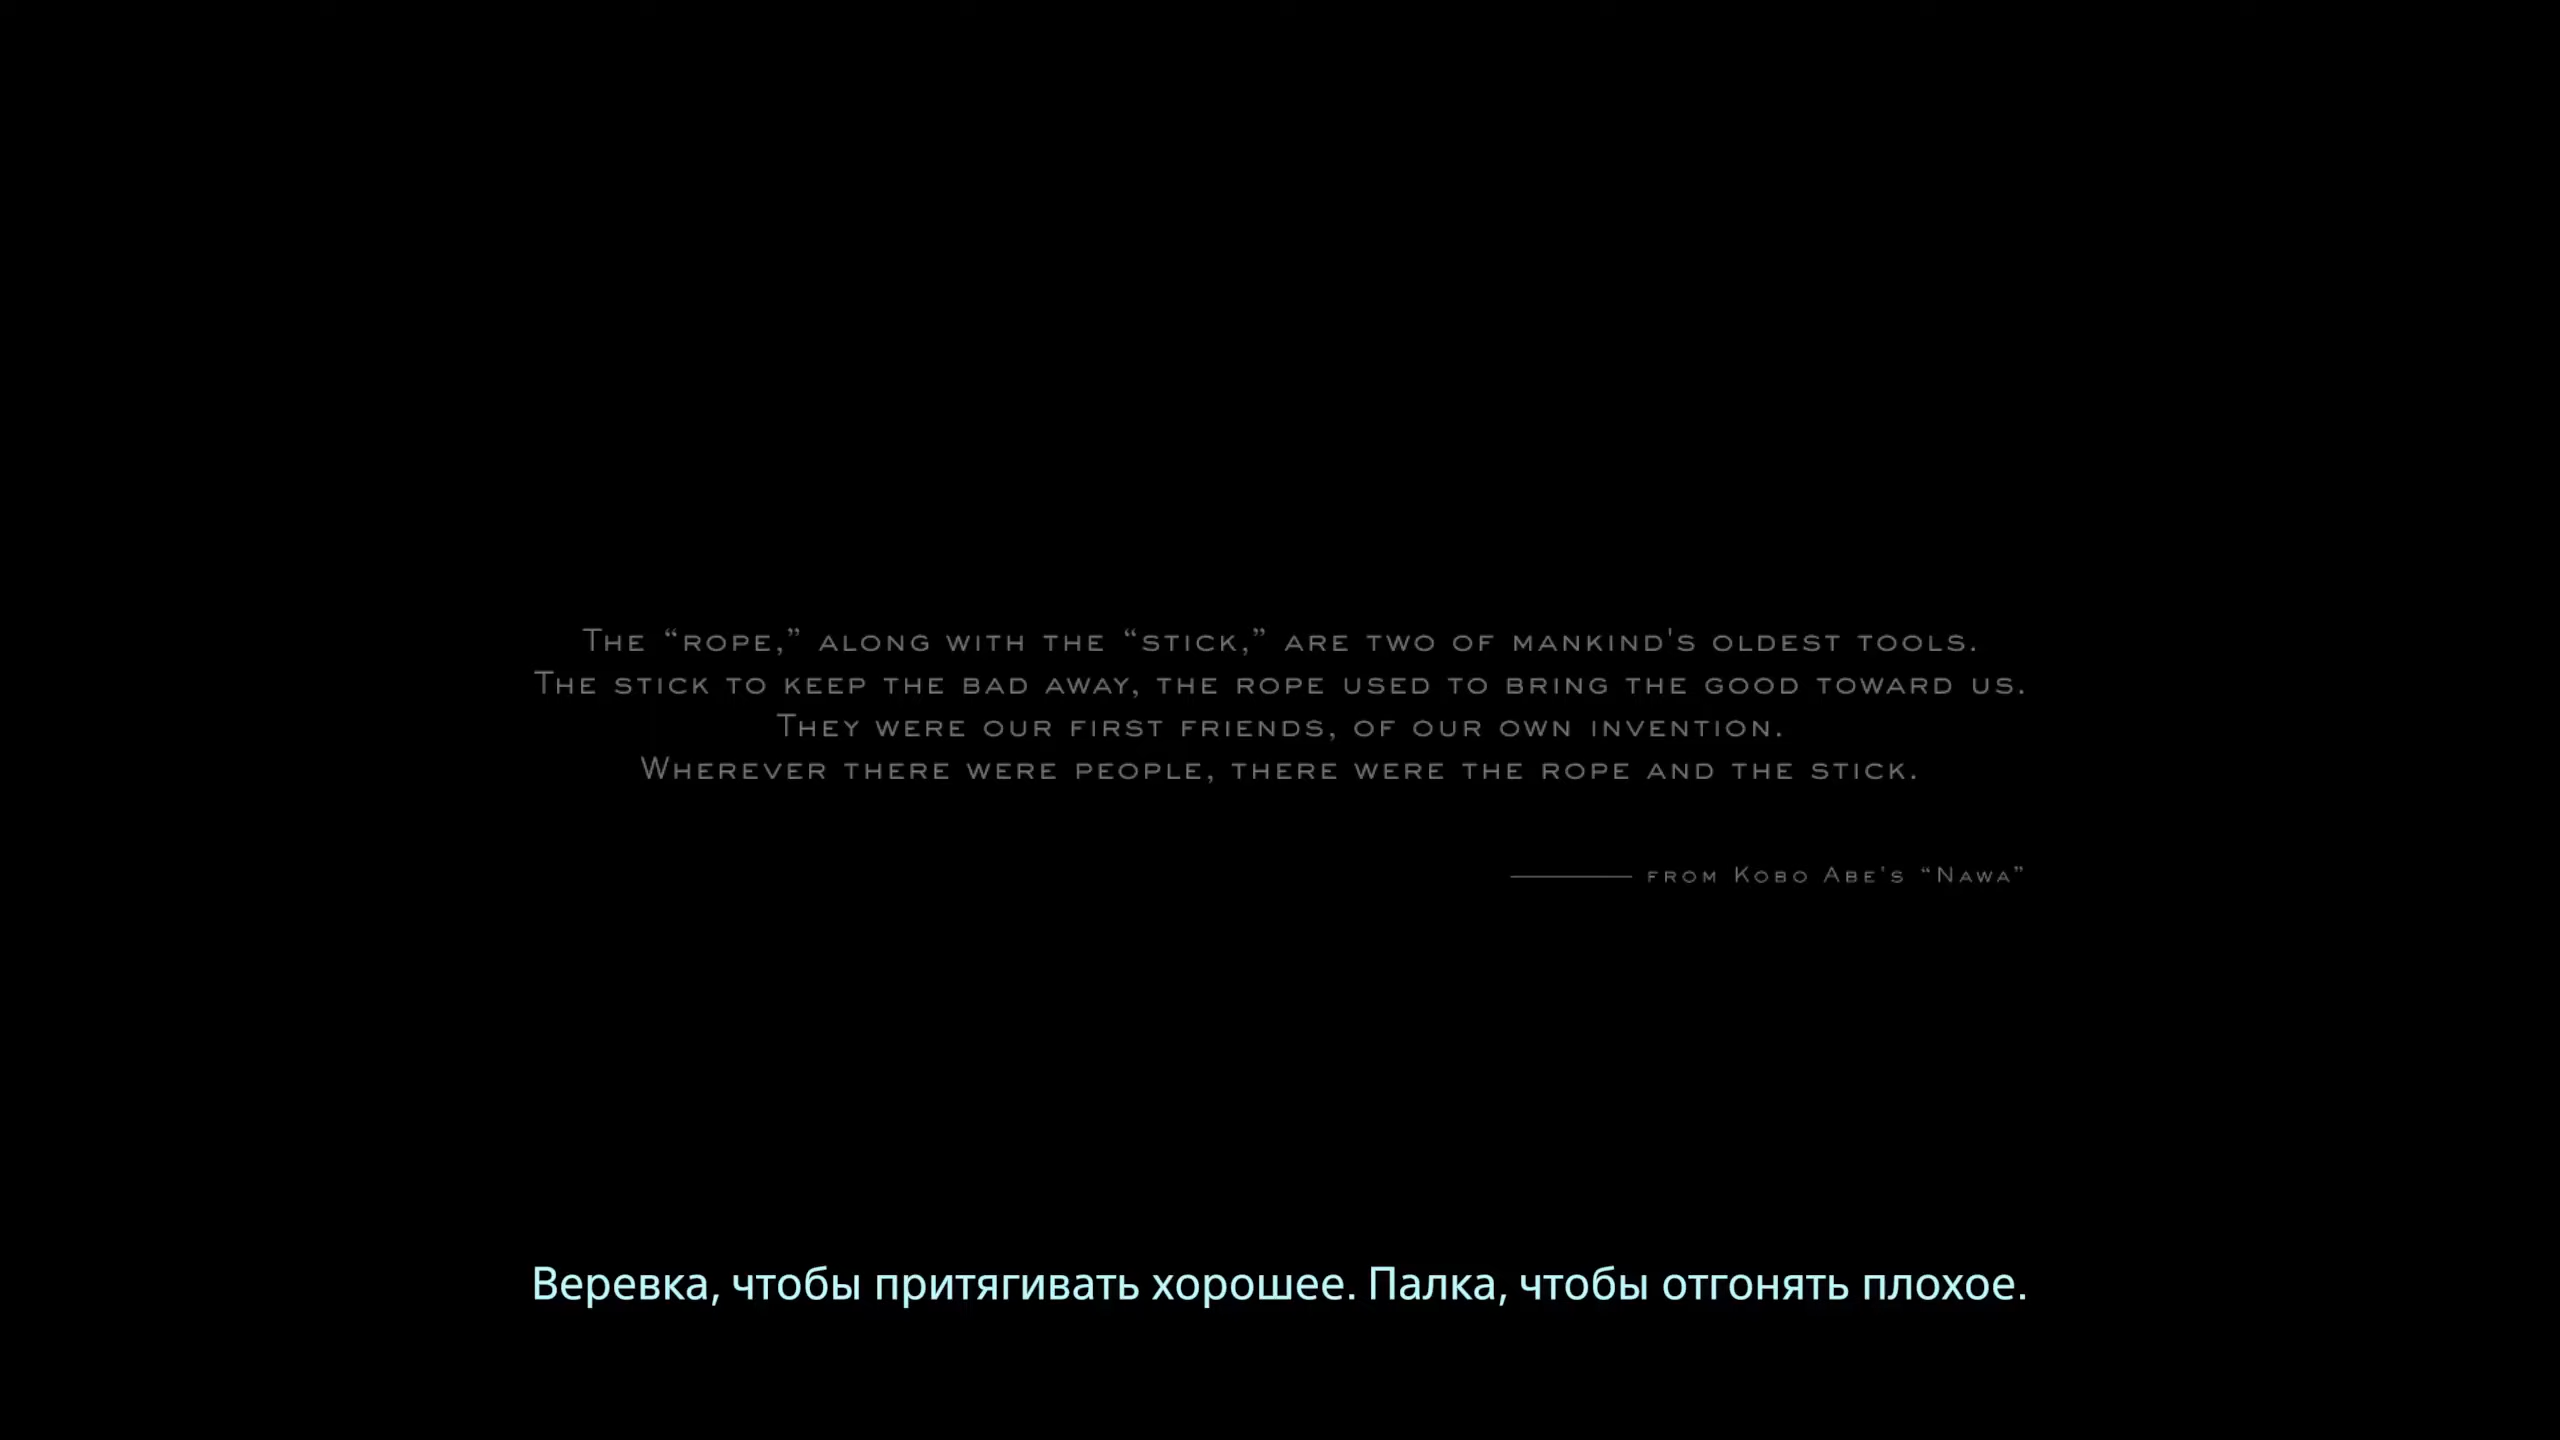 The “rope,” along with the “stick,” are two of mankind's oldest tools.
The stick to keep the bad away, the rope used to bring the good toward us.
They were our first friends, of our own invention.
Wherever there were people, there were the rope and the stick.
——— from Kobo Abe's “Nawa”
Веревка, чтобы притягивать хорошее. Палка, чтобы отгонять плохое.